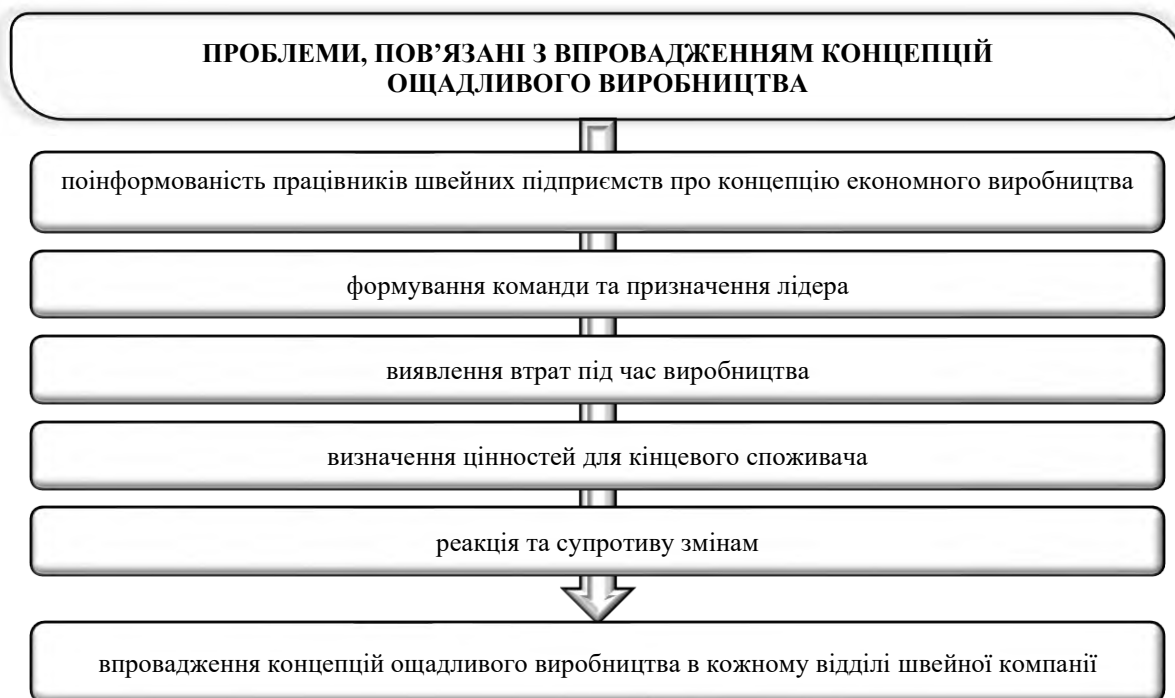 ПРОБЛЕМИ, ПОВ’ЯЗАНІ З ВПРОВАДЖЕННЯМ КОНЦЕПЦІЙ
ОЩАДЛИВОГО ВИРОБНИЦТВА
поінформованість працівників швейних підприємств про концепцію економного виробництва
формування команди та призначення лідера
виявлення втрат під час виробництва
визначення цінностей для кінцевого споживача
реакція та супротиву змінам
впровадження концепцій ощадливого виробництва в кожному відділі швейної компанії